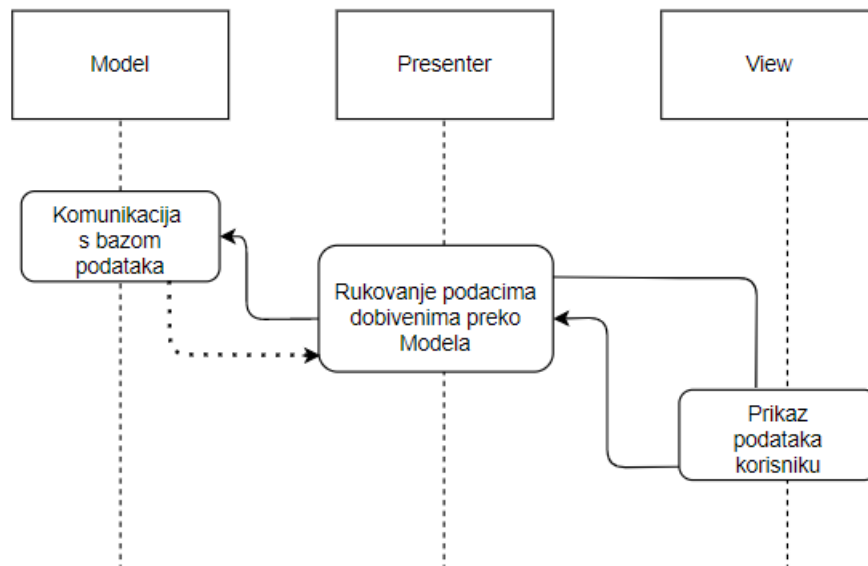 Model
Presenter
View
Komunikacija
s bazom
podataka
Rukovanje podacima
dobivenima preko
Modela
Prikaz
podataka
korisniku